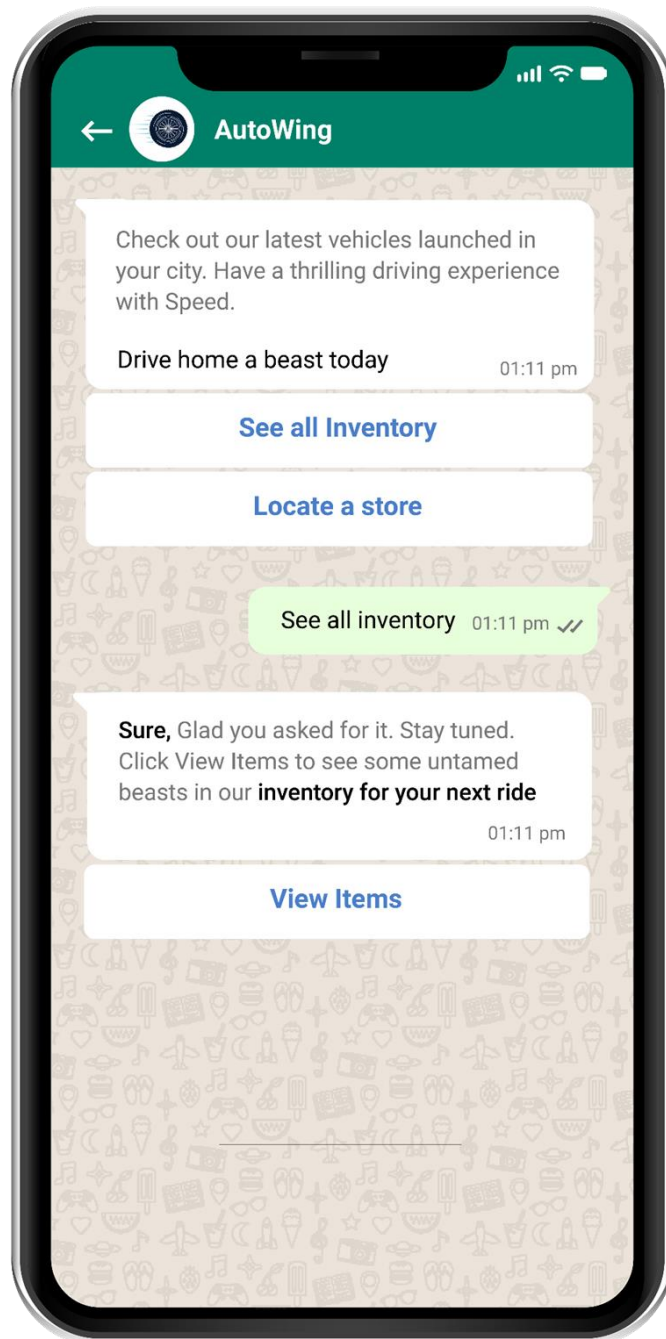 AutoWing
Check out our latest vehicles launched in
your city. Have a thrilling driving experience
with Speed.
Drive home a beast today
01:11 pm
See all Inventory
Locate a store
See all inventory 01:11 pm
Sure, Glad you asked for it. Stay tuned.
Click View Items to see some untamed
beasts in our inventory for your next ride
01:11 pm
View Items